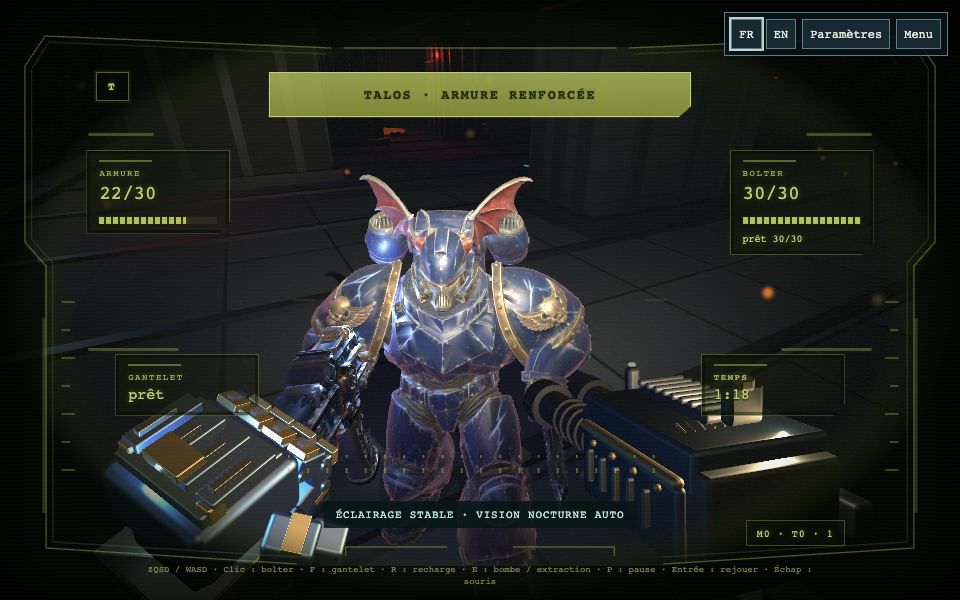 FR EN Paramètres Menu
T
TALOS · ARMURE RENFORCÉE
ARMURE
22/30
BOLTER
30/30
prêt 30/30
GANTELET
prêt
TEMPS
1:18
ÉCLAIRAGE STABLE · VISION NOCTURNE AUTO
M0 · T0 · 1
ZQSD / WASD · Clic : bolter · F : gantelet · R : recharge · E : bombe / extraction · P : pause · Entrée : rejouer · Échap :
souris